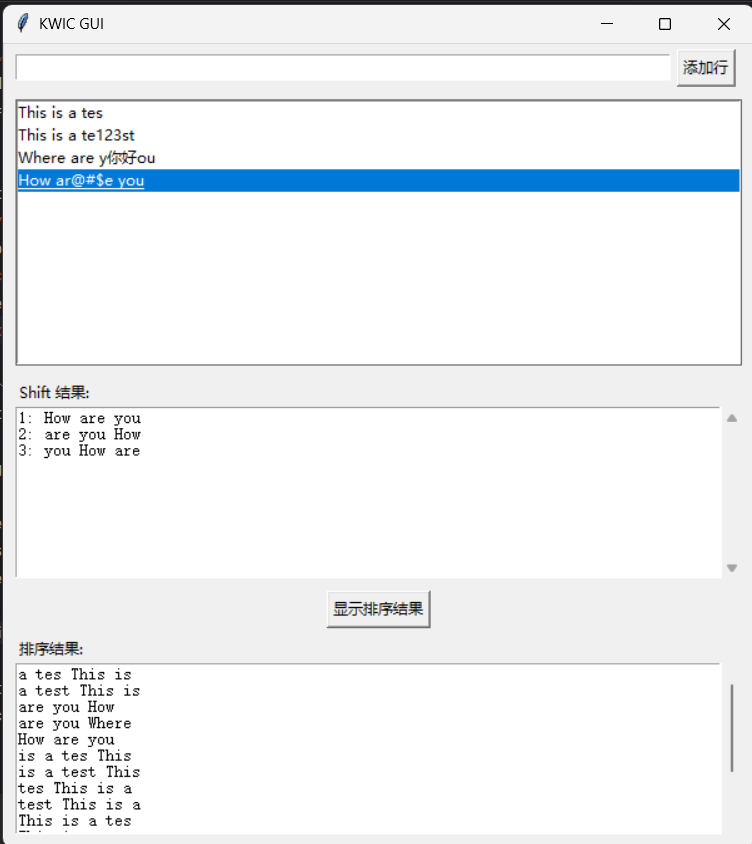 KWIC GUI
添加行
This is a tes
This is a te123st
Where are y你好ou
How ar@#$e you
Shift 结果:
1: How are you
2: are you How
3: you How are
显示排序结果
排序结果:
a tes This is
a test This is
are you How
are you Where
How are you
is a tes This
is a test This
tes This is a
test This is a
This is a tes